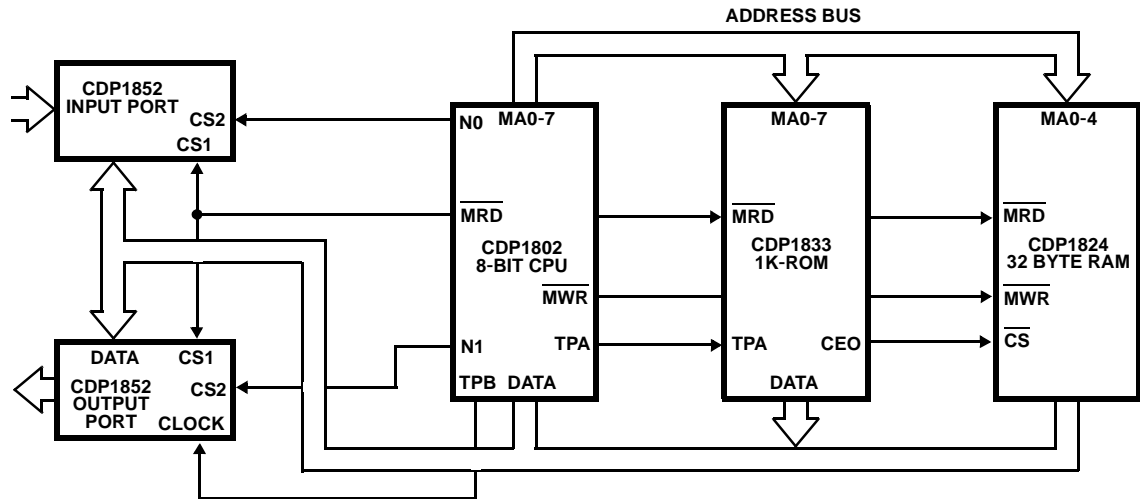 ADDRESS BUS
CDP1852
INPUT PORT
CS2
CS1
N0
MA0-7
MRD
CDP1802
8-BIT CPU
MWR
N1
TPA
TPB
DATA
MA0-7
MRD
CDP1833
1K-ROM
TPA
CEO
DATA
MA0-4
MRD
CDP1824
32 BYTE RAM
MWR
CS
DATA
CS1
CDP1852
OUTPUT
PORT
CS2
CLOCK